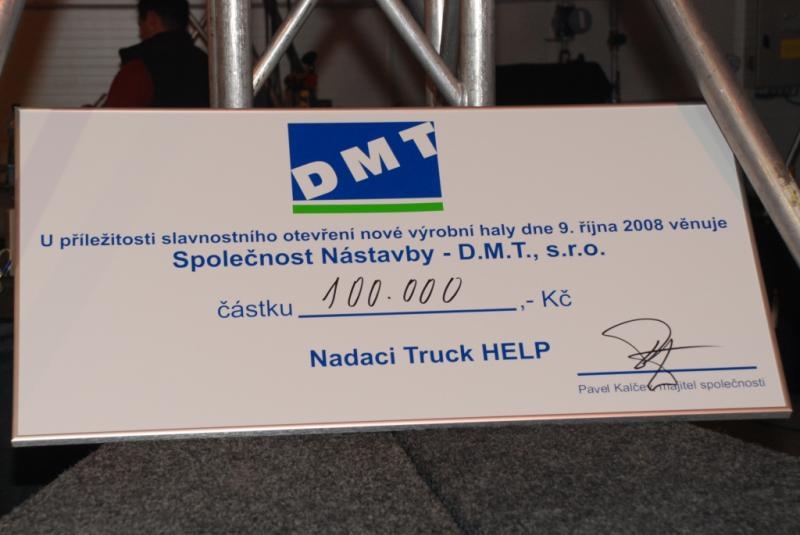 DMT
U příležitosti slavnostního otevření nové výrobní haly dne 9. října 2008 věnuje
Společnost Nástavby - D.M.T., s.r.o.
částku 100.000 ,- Kč
Nadaci Truck HELP
Pavel Kalčev, majitel společnosti